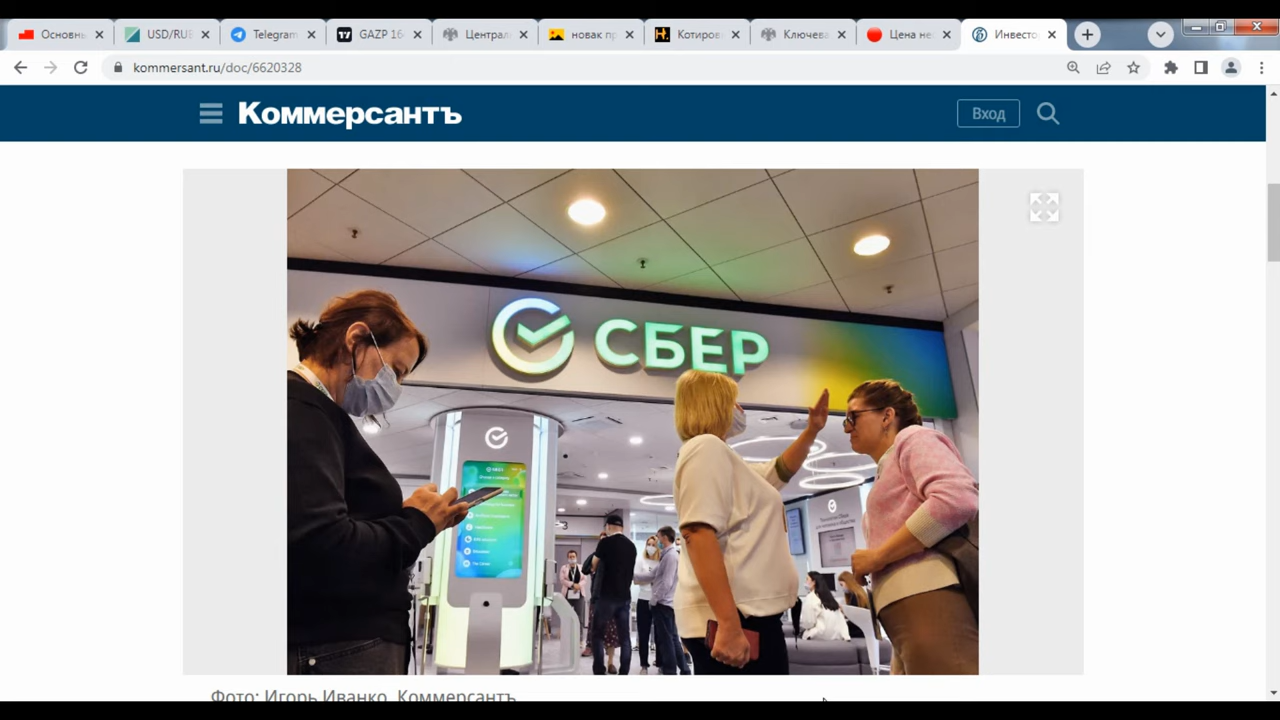 Основны
USD/RUB
Telegram
GAZP 16
Централ
новак пр
Котиров
Ключева
Цена не
Инвесто
kommersant.ru/doc/6620328
Коммерсантъ
Вход
СБЕР
Фото: Игорь Иванко, Коммерсантъ